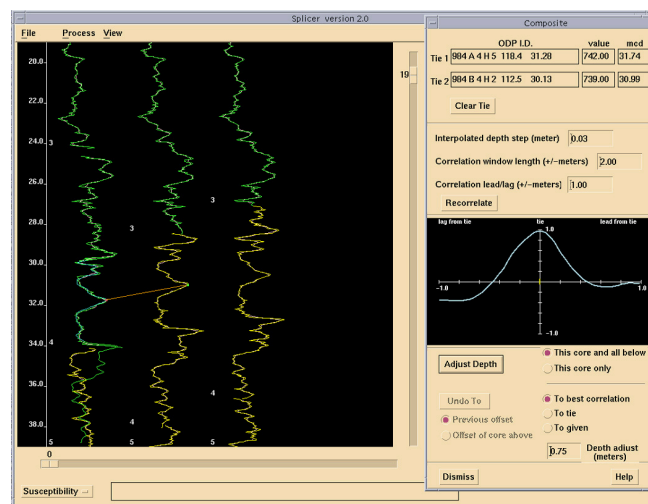 Splicer version 2.0
File Process View
20.0
22.0
24.0
26.0
28.0
30.0
32.0
34.0
36.0
38.0
3
3
3
4
4
4
5
5
5
19
0
Susceptibility
Composite
ODP I.D. value mcd
Tie 1 984 A 4 H 5 118.4 31.28 742.00 31.74
Tie 2 984 B 4 H 2 112.5 30.13 739.00 30.99
Clear Tie
Interpolated depth step (meter) 0.03
Correlation window length (+/-meters) 2.00
Correlation lead/lag (+/-meters) 1.00
Recorrelate
lag from tie tie lead from tie
1.0
-1.0 1.0
-1.0
Adjust Depth
This core and all below
This core only
Undo To
Previous offset
Offset of core above
To best correlation
To tie
To given
0.75 Depth adjust
(meters)
Dismiss Help